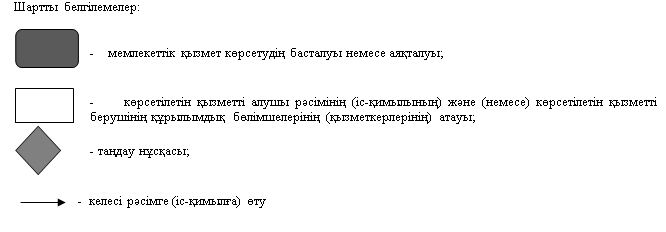 Шартты белгілемелер:
- мемлекеттік қызмет көрсетудің басталуы немесе аяқталуы;
- көрсетілетін қызметті алушы рәсімінің (іс-қимылының) және (немесе) көрсетілетін қызметті
берушінің құрылымдық бөлімшелерінің (қызметкерлерінің) атауы;
- таңдау нұсқасы;
- келесі рәсімге (іс-қимылға) өту